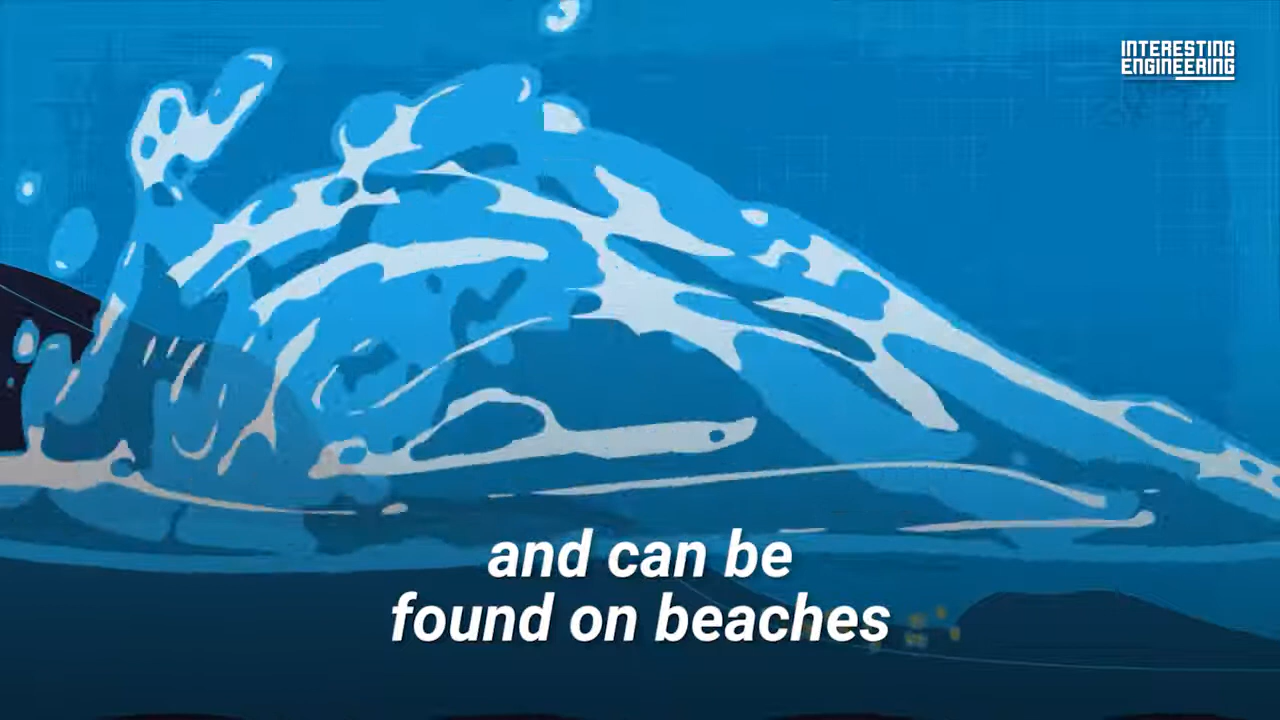 INTERESTING
ENGINEERING
and can be
found on beaches